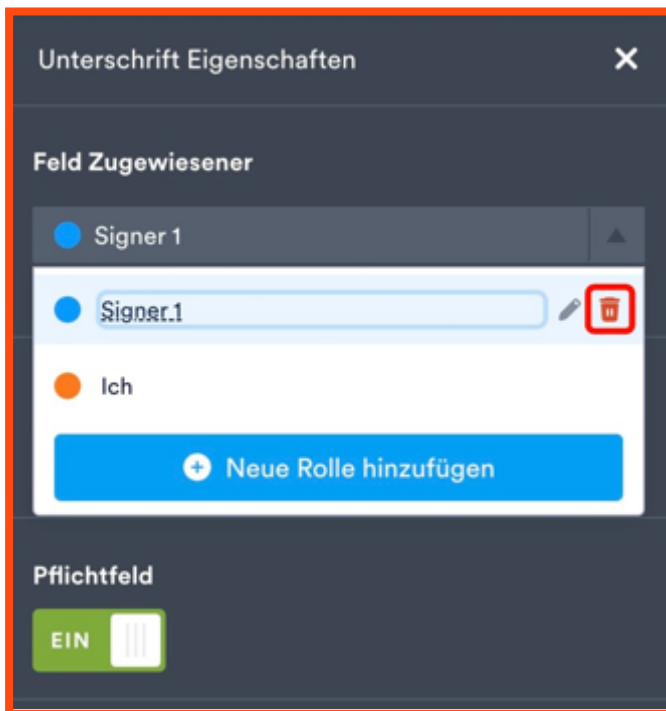 Unterschrift Eigenschaften
Feld Zugewiesener
Signer 1
Signer 1
Ich
Neue Rolle hinzufügen
Pflichtfeld
EIN